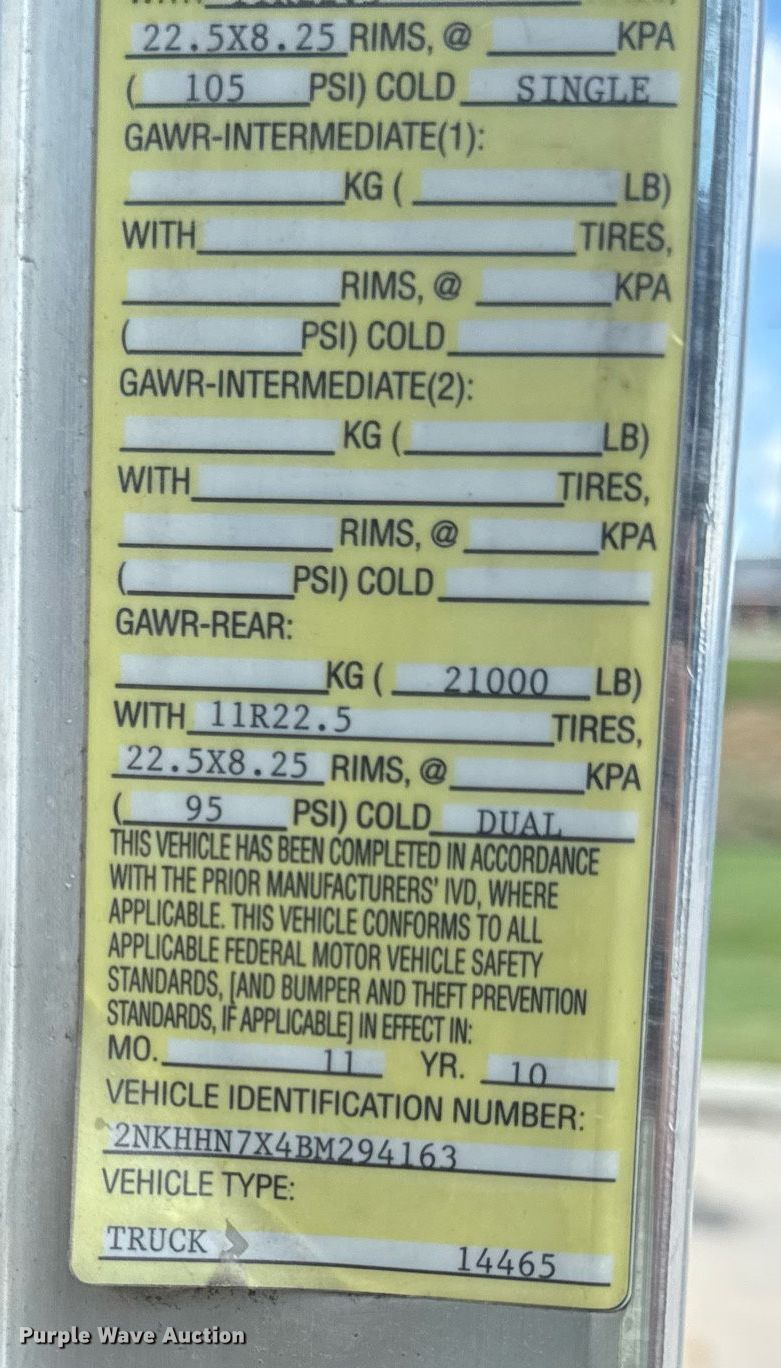 22.5X8.25 RIMS, @ KPA
( 105 PSI) COLD SINGLE
GAWR-INTERMEDIATE(1):
KG ( LB)
WITH TIRES,
RIMS, @ KPA
( PSI) COLD
GAWR-INTERMEDIATE(2):
KG ( LB)
WITH TIRES,
RIMS, @ KPA
( PSI) COLD
GAWR-REAR:
KG ( 21000 LB)
WITH 11R22.5 TIRES,
22.5X8.25 RIMS, @ KPA
( 95 PSI) COLD DUAL
THIS VEHICLE HAS BEEN COMPLETED IN ACCORDANCE
WITH THE PRIOR MANUFACTURERS' IVD, WHERE
APPLICABLE. THIS VEHICLE CONFORMS TO ALL
APPLICABLE FEDERAL MOTOR VEHICLE SAFETY
STANDARDS, [AND BUMPER AND THEFT PREVENTION
STANDARDS, IF APPLICABLE] IN EFFECT IN:
MO. 11 YR. 10
VEHICLE IDENTIFICATION NUMBER:
2NKHHN7X4BM294163
VEHICLE TYPE:
TRUCK 14465
Purple Wave Auction